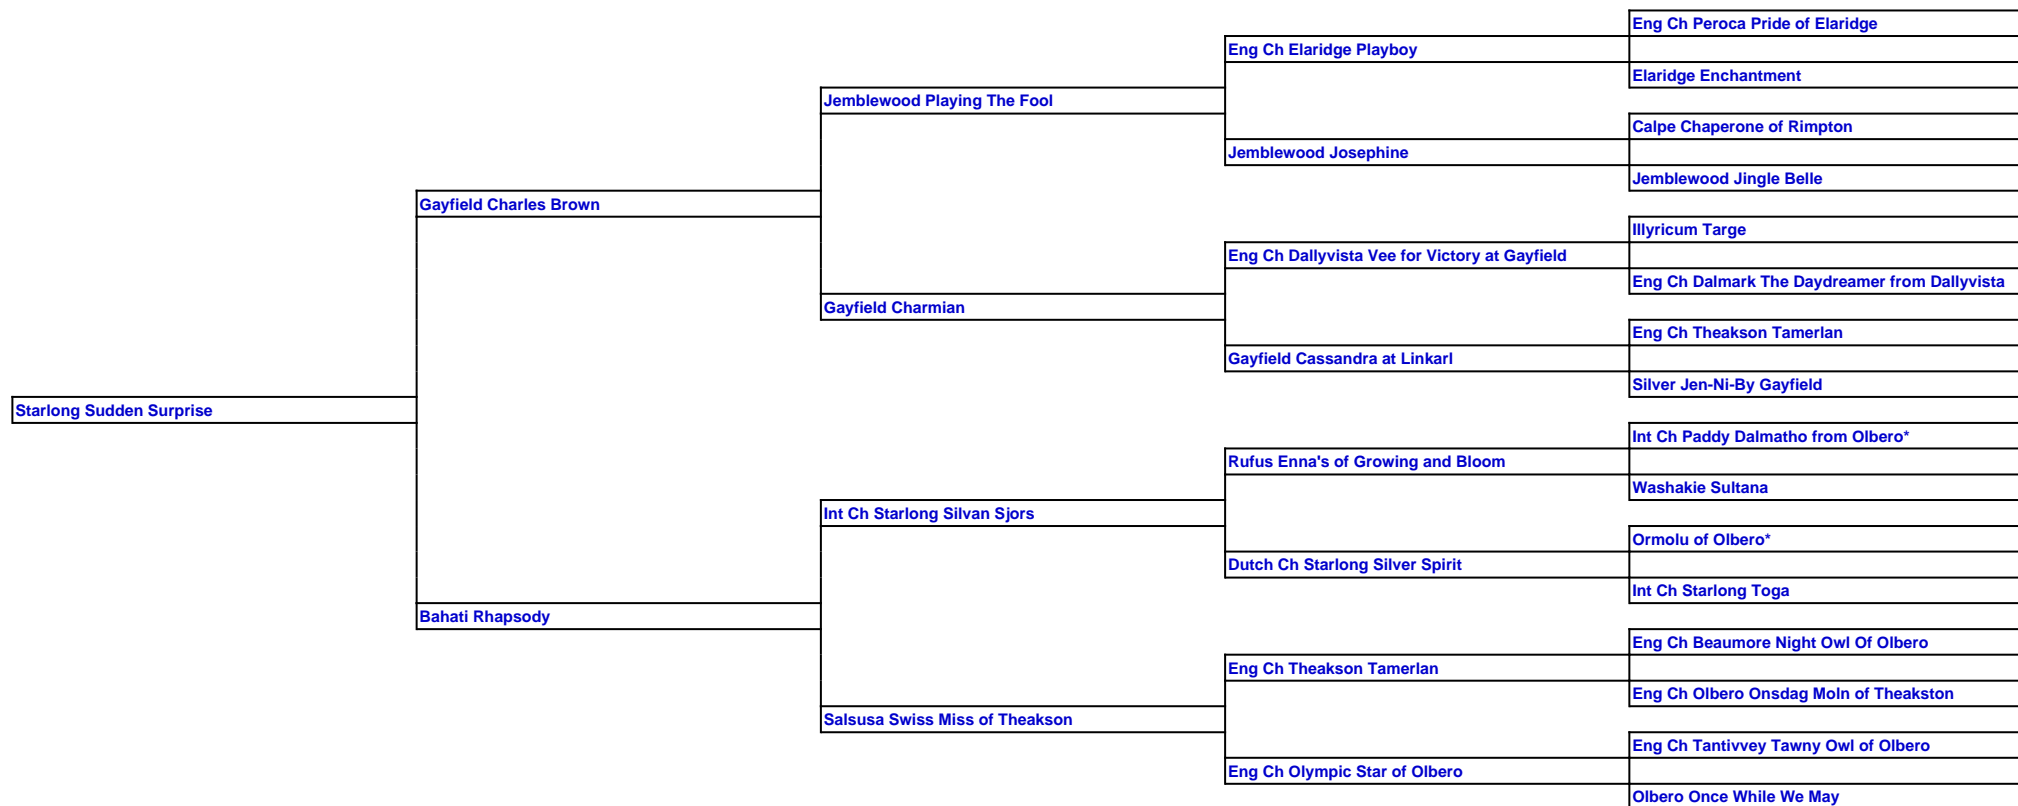 Eng Ch Peroca Pride of Elaridge
Eng Ch Elaridge Playboy
Elaridge Enchantment
Jemblewood Playing The Fool
Calpe Chaperone of Rimpton
Jemblewood Josephine
Jemblewood Jingle Belle
Gayfield Charles Brown
Illyricum Targe
Eng Ch Dallyvista Vee for Victory at Gayfield
Eng Ch Dalmark The Daydreamer from Dallyvista
Gayfield Charmian
Eng Ch Theakson Tamerlan
Gayfield Cassandra at Linkarl
Silver Jen-Ni-By Gayfield
Starlong Sudden Surprise
Int Ch Paddy Dalmatho from Olbero*
Rufus Enna's of Growing and Bloom
Washakie Sultana
Int Ch Starlong Silvan Sjors
Ormolu of Olbero*
Dutch Ch Starlong Silver Spirit
Int Ch Starlong Toga
Bahati Rhapsody
Eng Ch Beaumore Night Owl Of Olbero
Eng Ch Theakson Tamerlan
Eng Ch Olbero Onsdag Moln of Theakston
Salsusa Swiss Miss of Theakson
Eng Ch Tantivvey Tawny Owl of Olbero
Eng Ch Olympic Star of Olbero
Olbero Once While We May